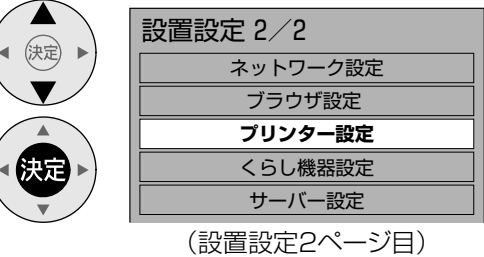 決定
決定
設置設定 2／2
ネットワーク設定
ブラウザ設定
プリンター設定
くらし機器設定
サーバー設定
（設置設定2ページ目）